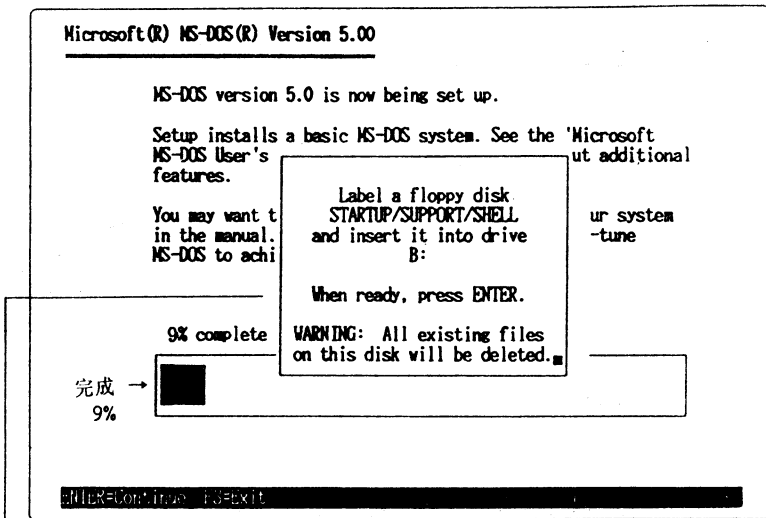 Microsoft(R) MS-DOS(R) Version 5.00
MS-DOS version 5.0 is now being set up.
Setup installs a basic MS-DOS system. See the 'Microsoft
MS-DOS User's ut additional
features.
You may want t ur system
in the manual. -tune
MS-DOS to achi
Label a floppy disk
STARTUP/SUPPORT/SHELL
and insert it into drive
B:
When ready, press ENTER.
WARNING: All existing files
on this disk will be deleted.
9% complete
完成 →
9%
ENTER=Continue F3=Exit